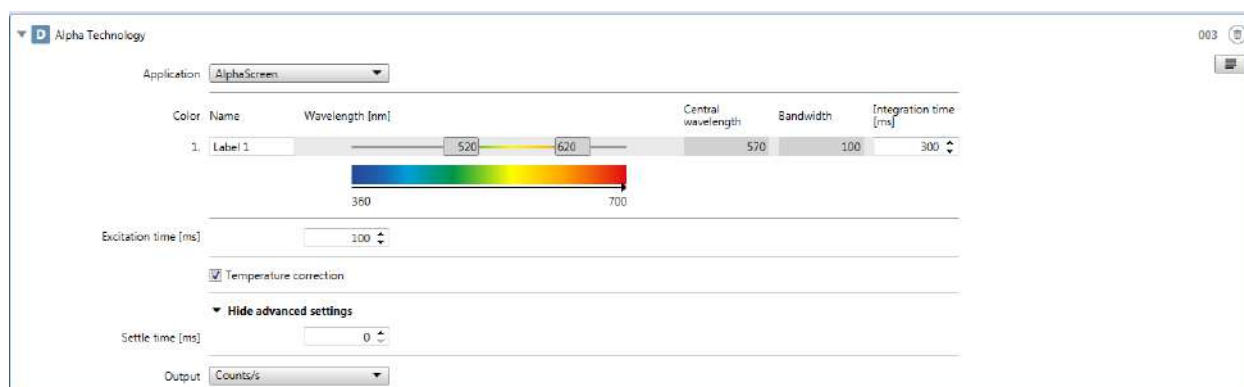 D Alpha Technology 003
Application AlphaScreen
Color Name Wavelength [nm] Central wavelength Bandwidth Integration time [ms]
1. Label 1 520 620 570 100 300
360 700
Excitation time [ms] 100
Temperature correction
Hide advanced settings
Settle time [ms] 0
Output Counts/s